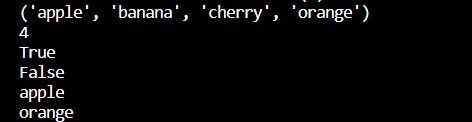 ('apple', 'banana', 'cherry', 'orange')
4
True
False
apple
orange